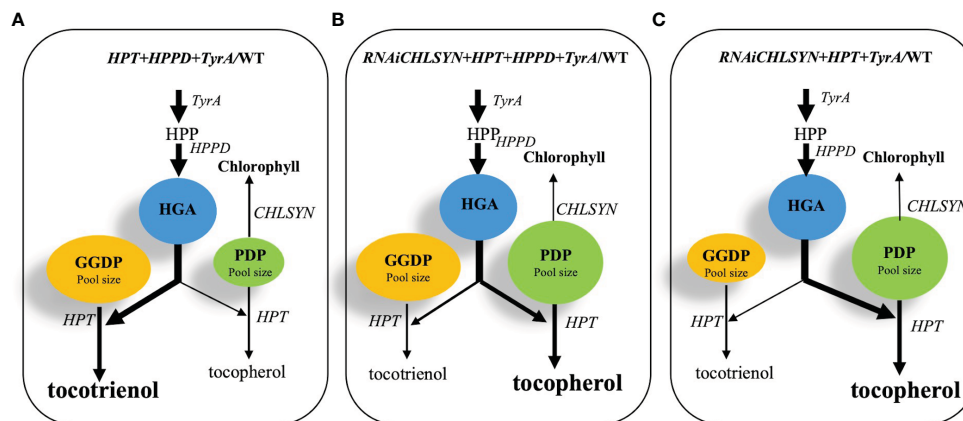 A
HPT+HPPD+TyrA/WT
TyrA
HPP
HPPD
Chlorophyll
HGA
CHLSYN
GGDP
Pool size
PDP
Pool size
HPT
HPT
tocotrienol
tocopherol
B
RNAiCHLSYN+HPT+HPPD+TyrA/WT
TyrA
HPP
HPPD
Chlorophyll
HGA
CHLSYN
GGDP
Pool size
PDP
Pool size
HPT
HPT
tocotrienol
tocopherol
C
RNAiCHLSYN+HPT+TyrA/WT
TyrA
HPP
HPPD
Chlorophyll
HGA
CHLSYN
GGDP
Pool size
PDP
Pool size
HPT
HPT
tocotrienol
tocopherol